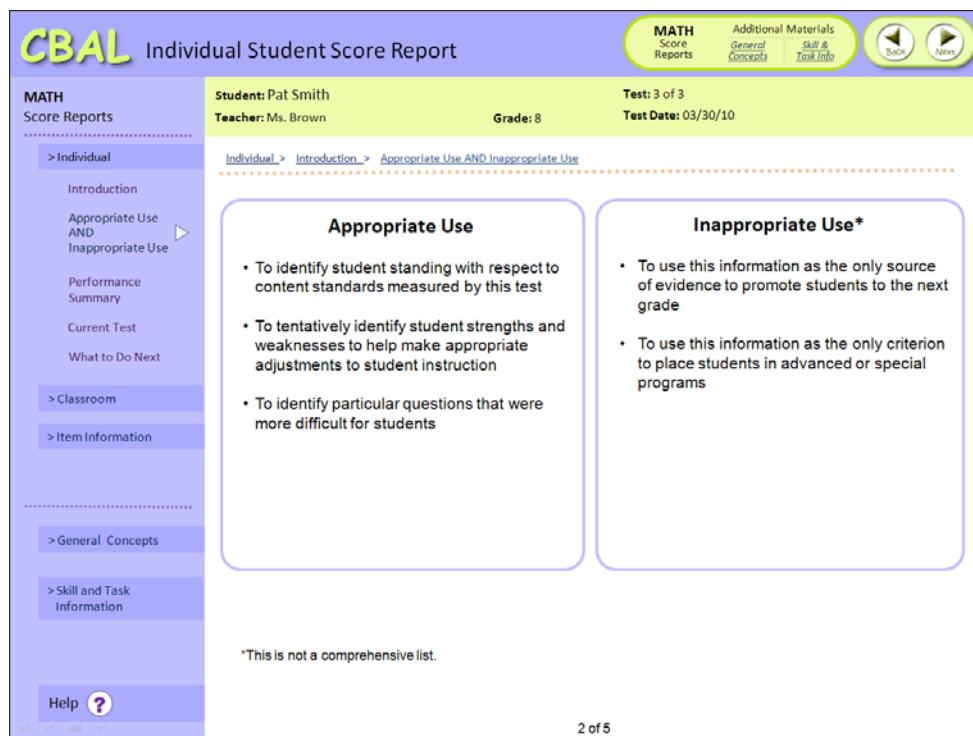 CBAL Individual Student Score Report
MATH
Score
Reports
Additional Materials
General
Concepts
Skill &
Task Info
Back
Next
MATH
Score Reports
Student: Pat Smith
Test: 3 of 3
Teacher: Ms. Brown
Grade: 8
Test Date: 03/30/10
> Individual
Introduction
Appropriate Use
AND
Inappropriate Use
Performance
Summary
Current Test
What to Do Next
> Classroom
> Item Information
> General Concepts
> Skill and Task
Information
Help ?
Individual > Introduction > Appropriate Use AND Inappropriate Use
Appropriate Use
• To identify student standing with respect to
content standards measured by this test
• To tentatively identify student strengths and
weaknesses to help make appropriate
adjustments to student instruction
• To identify particular questions that were
more difficult for students
Inappropriate Use*
• To use this information as the only source
of evidence to promote students to the next
grade
• To use this information as the only criterion
to place students in advanced or special
programs
*This is not a comprehensive list.
2 of 5